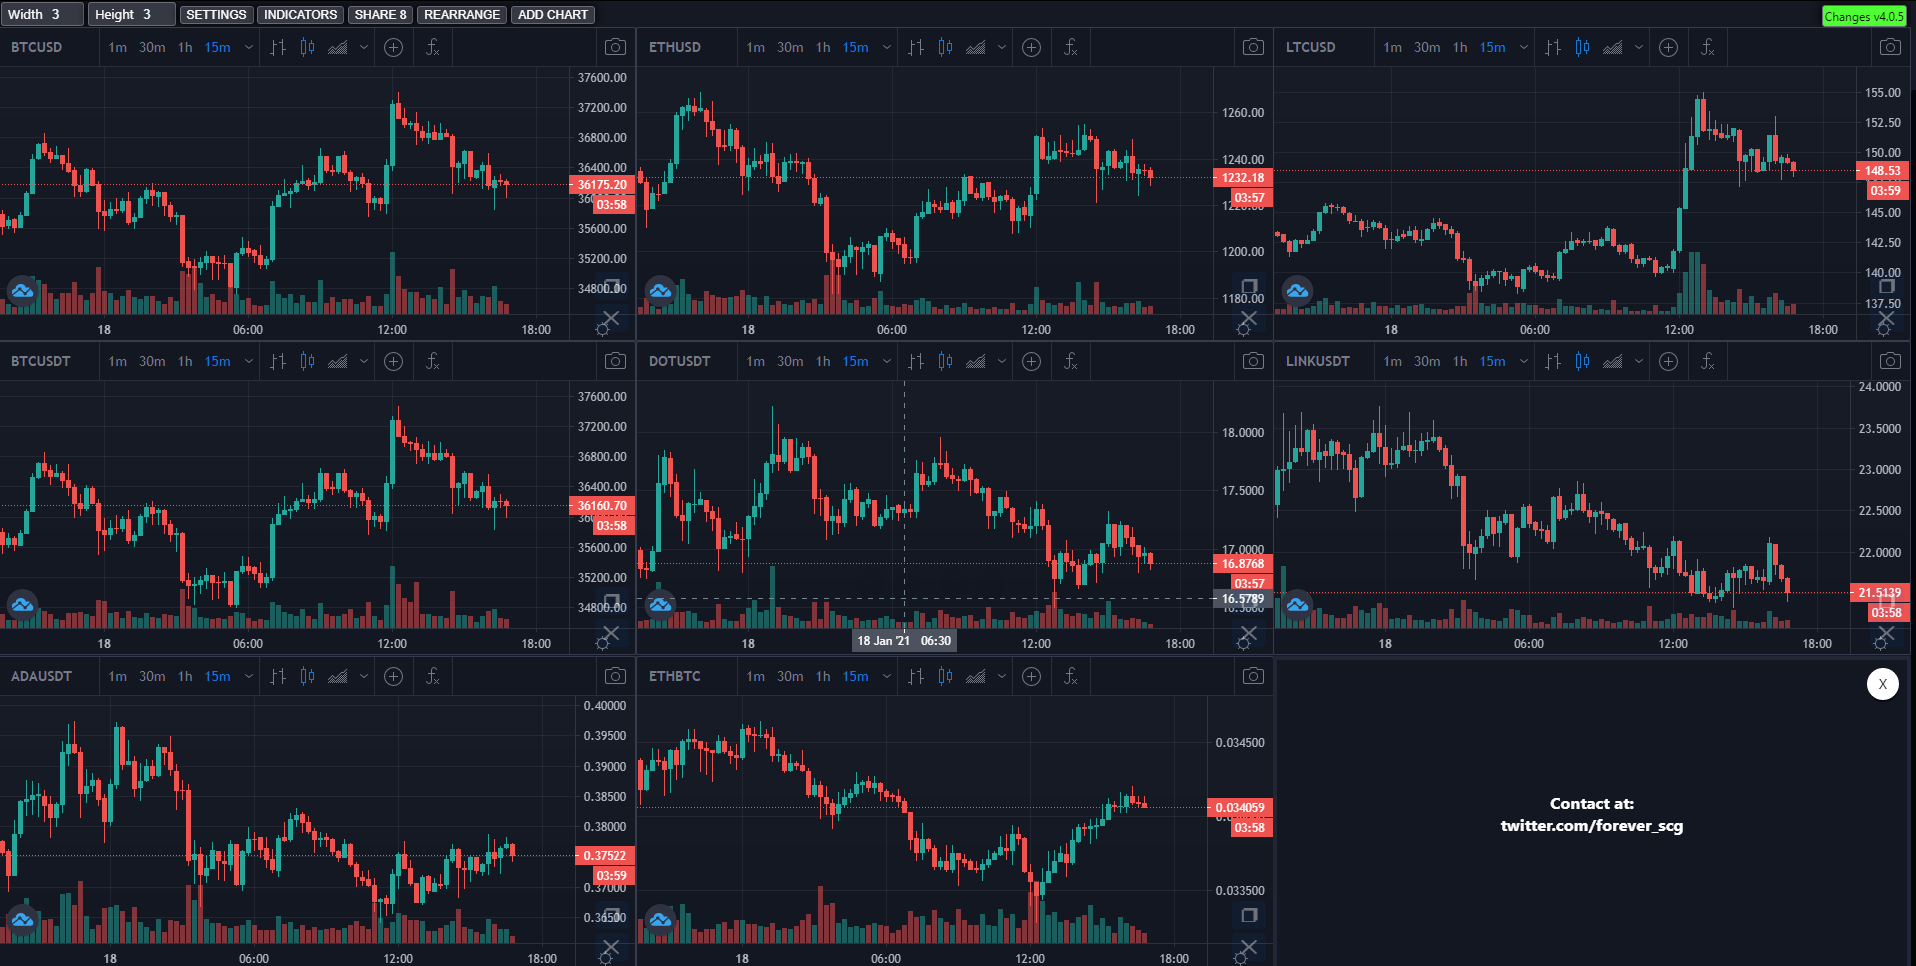 Width 3 Height 3 SETTINGS INDICATORS SHARE 8 REARRANGE ADD CHART Changes v4.0.5
BTCUSD 1m 30m 1h 15m
37600.00
37200.00
36800.00
36400.00
36175.20
03:58
35600.00
35200.00
34800.00
18 06:00 12:00 18:00
ETHUSD 1m 30m 1h 15m
1260.00
1240.00
1232.18
03:57
1200.00
1180.00
18 06:00 12:00 18:00
LTCUSD 1m 30m 1h 15m
155.00
152.50
150.00
148.53
03:59
145.00
142.50
140.00
137.50
18 06:00 12:00 18:00
BTCUSDT 1m 30m 1h 15m
37600.00
37200.00
36800.00
36400.00
36160.70
03:58
35600.00
35200.00
34800.00
18 06:00 12:00 18:00
DOTUSDT 1m 30m 1h 15m
18.0000
17.5000
17.0000
16.8768
03:57
16.5789
18 18 Jan '21 06:30 12:00 18:00
LINKUSDT 1m 30m 1h 15m
24.0000
23.5000
23.0000
22.5000
22.0000
21.5139
03:58
18 06:00 12:00 18:00
ADAUSDT 1m 30m 1h 15m
0.40000
0.39500
0.39000
0.38500
0.38000
0.37522
03:59
0.37000
0.36500
18 06:00 12:00 18:00
ETHBTC 1m 30m 1h 15m
0.034500
0.034059
03:58
0.033500
18 06:00 12:00 18:00
X
Contact at:
twitter.com/forever_scg